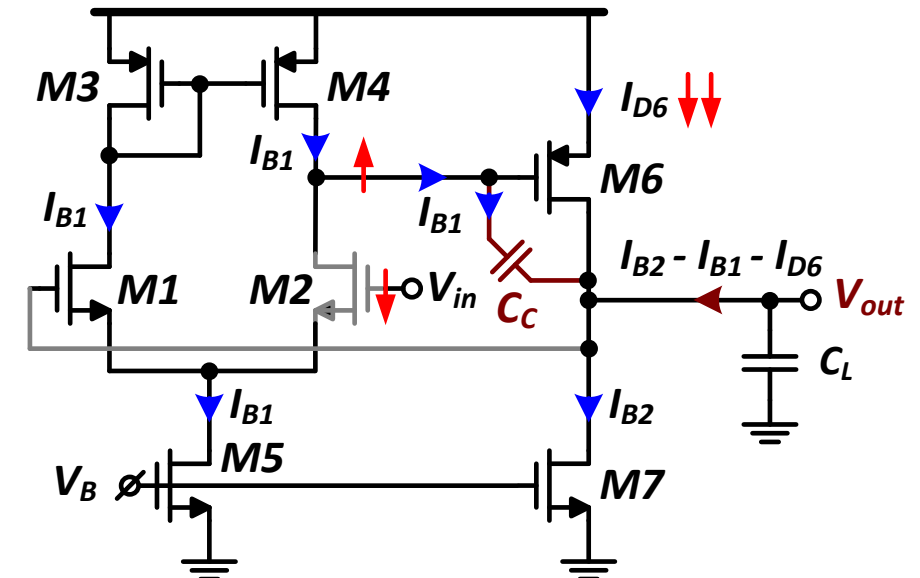 M3
M4
I_D6
I_B1
M6
I_B1
I_B1
I_B2 - I_B1 - I_D6
M1
M2
V_in
C_C
V_out
C_L
I_B1
I_B2
M5
V_B
M7